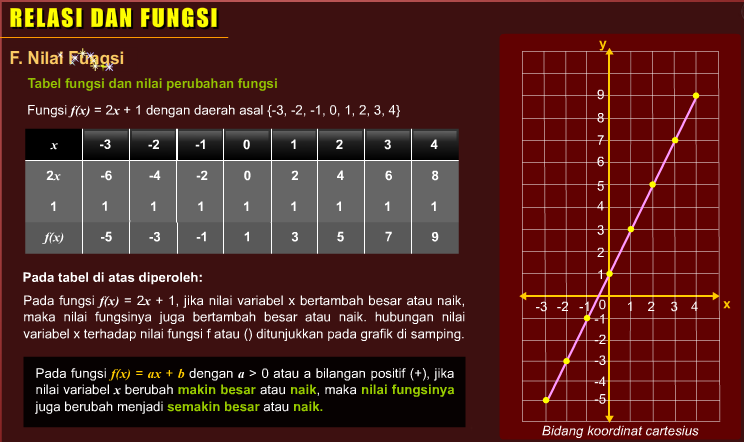 RELASI DAN FUNGSI
F. Nilai Fungsi
Tabel fungsi dan nilai perubahan fungsi
Fungsi f(x) = 2x + 1 dengan daerah asal {-3, -2, -1, 0, 1, 2, 3, 4}
x -3 -2 -1 0 1 2 3 4
2x -6 -4 -2 0 2 4 6 8
1 1 1 1 1 1 1 1 1
f(x) -5 -3 -1 1 3 5 7 9
Pada tabel di atas diperoleh:
Pada fungsi f(x) = 2x + 1, jika nilai variabel x bertambah besar atau naik,
maka nilai fungsinya juga bertambah besar atau naik. hubungan nilai
variabel x terhadap nilai fungsi f atau () ditunjukkan pada grafik di samping.
Pada fungsi f(x) = ax + b dengan a > 0 atau a bilangan positif (+), jika
nilai variabel x berubah makin besar atau naik, maka nilai fungsinya
juga berubah menjadi semakin besar atau naik.
y
9
8
7
6
5
4
3
2
1
-3 -2 -1 0 1 2 3 4 x
-1
-2
-3
-4
-5
Bidang koordinat cartesius